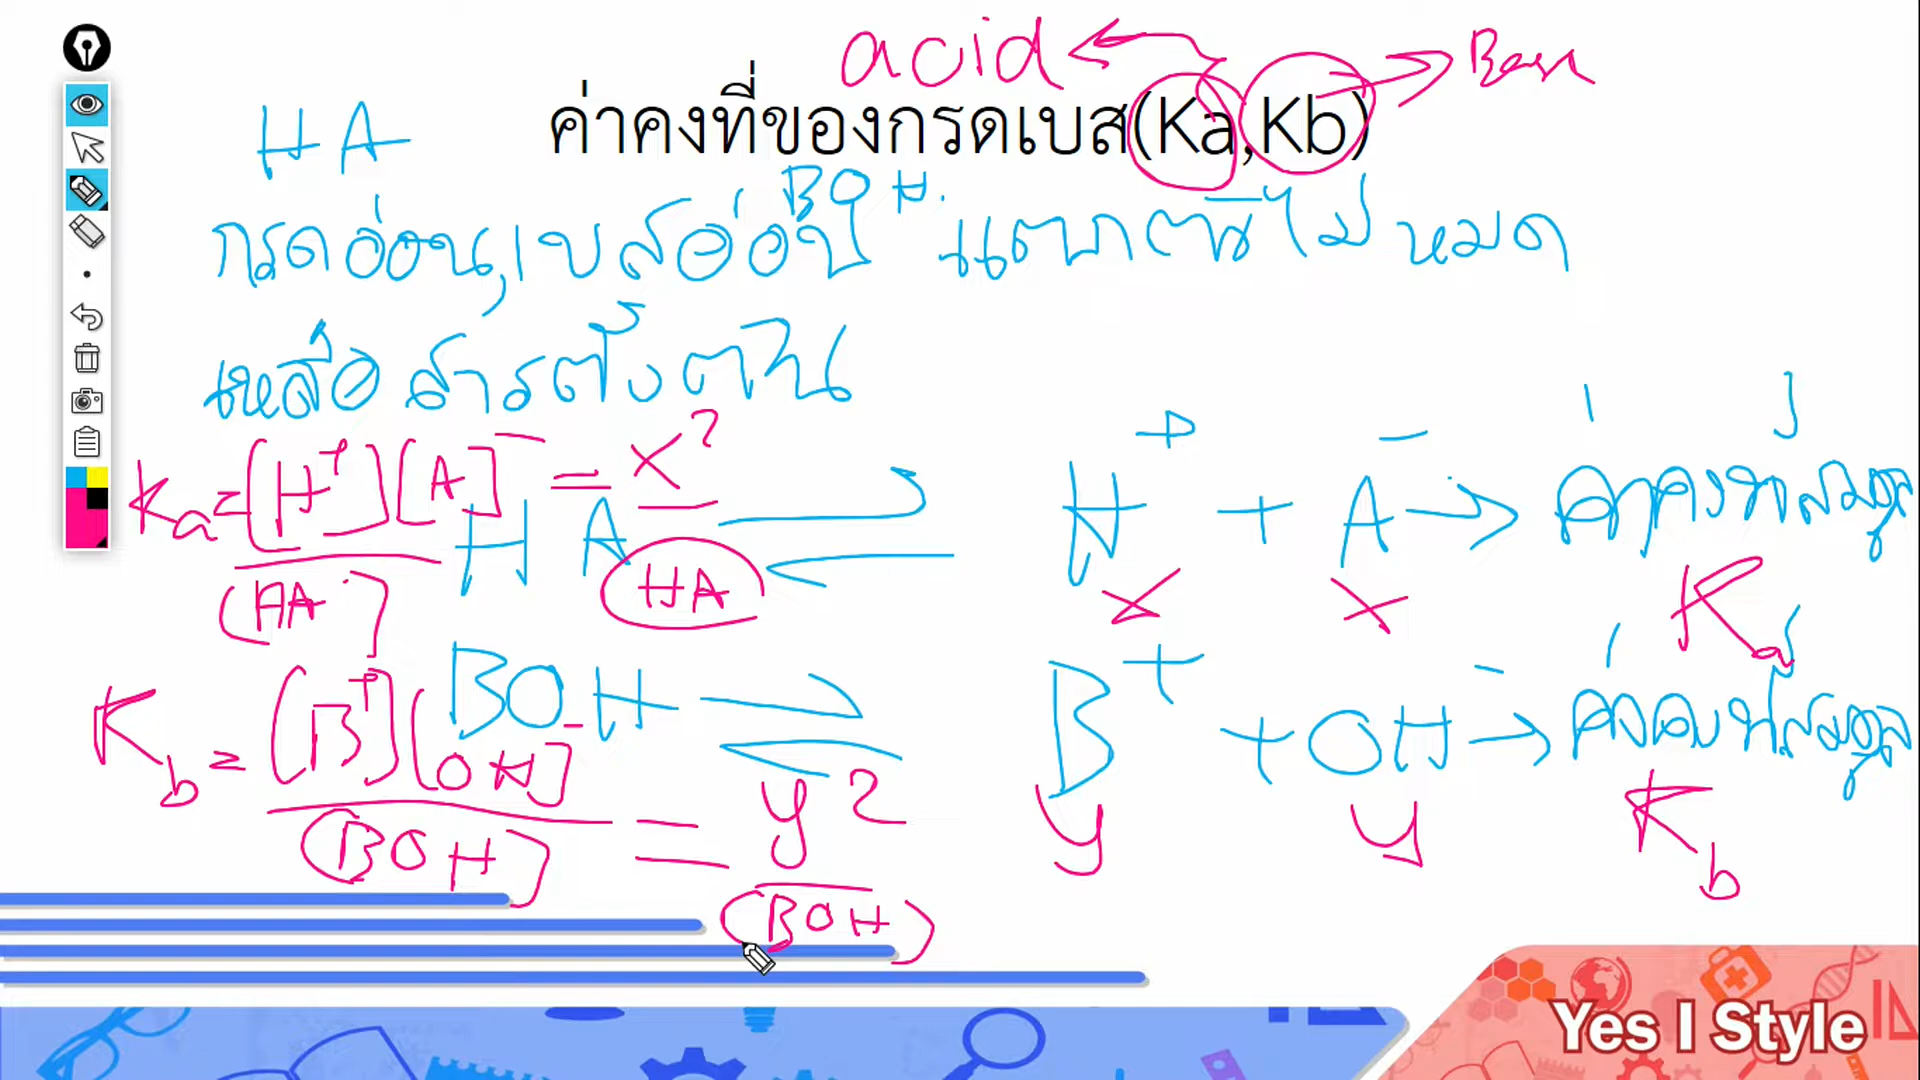 acid Base
ค่าคงที่ของกรดเบส(Ka,Kb)
HA
BOH
กรดอ่อน,เบสอ่อน แตกตัวไม่หมด
เหลือสารตั้งต้น
Ka = [H+][A]- = x²
[HA] HA
HA ⇌ H+ + A- → ค่าคงที่สมดุล
x x Ka
BOH ⇌ B+ + OH- → ค่าคงที่สมดุล
y y Kb
Kb = [B+][OH-] = y²
[BOH] [BOH]
Yes I Style